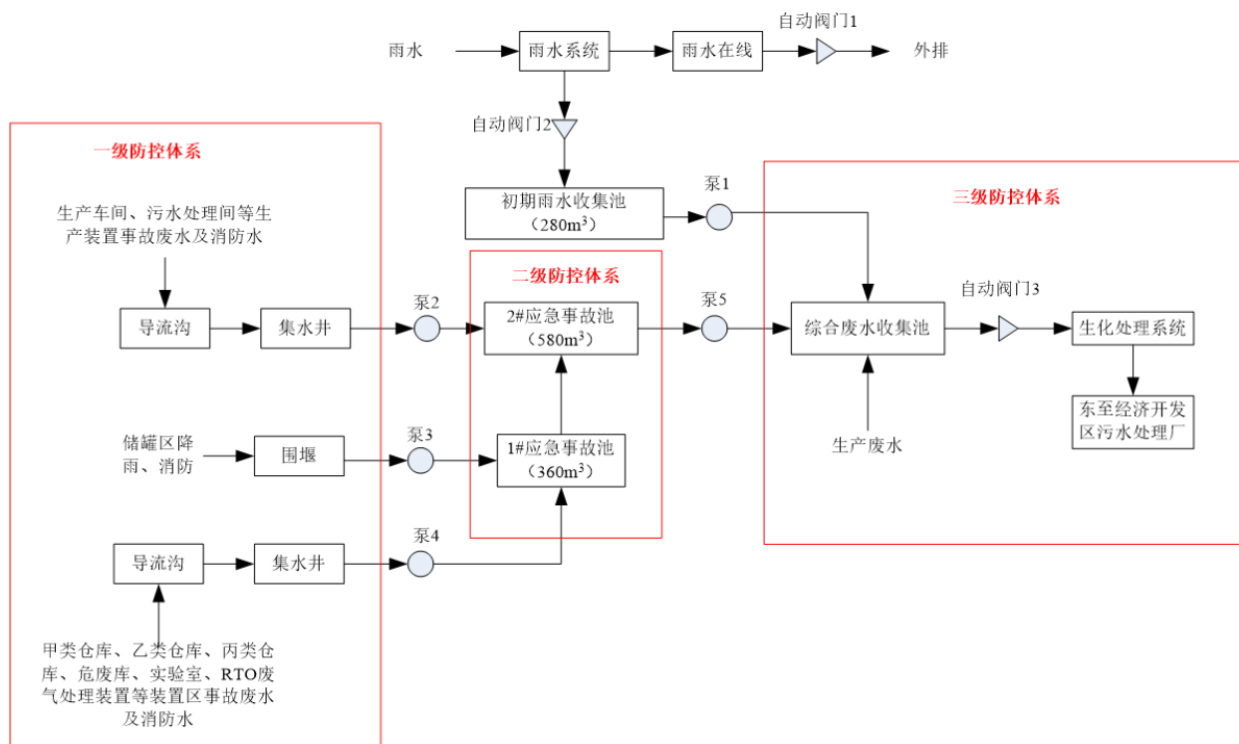 自动阀门1
雨水
雨水系统
雨水在线
外排
自动阀门2
一级防控体系
初期雨水收集池
（280m³）
泵1
三级防控体系
生产车间、污水处理间等生
产装置事故废水及消防水
二级防控体系
导流沟
集水井
泵2
2#应急事故池
（580m³）
泵5
综合废水收集池
自动阀门3
生化处理系统
东至经济开发
区污水处理厂
储罐区降
雨、消防
围堰
泵3
1#应急事故池
（360m³）
生产废水
导流沟
集水井
泵4
甲类仓库、乙类仓库、丙类仓
库、危废库、实验室、RTO废
气处理装置等装置区事故废水
及消防水